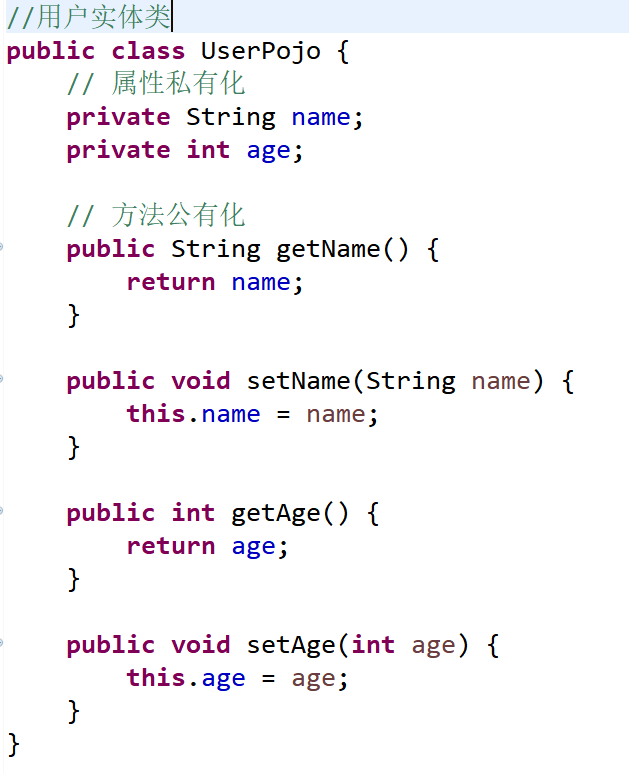 //用户实体类
public class UserPojo {
    // 属性私有化
    private String name;
    private int age;

    // 方法公有化
    public String getName() {
        return name;
    }

    public void setName(String name) {
        this.name = name;
    }

    public int getAge() {
        return age;
    }

    public void setAge(int age) {
        this.age = age;
    }
}